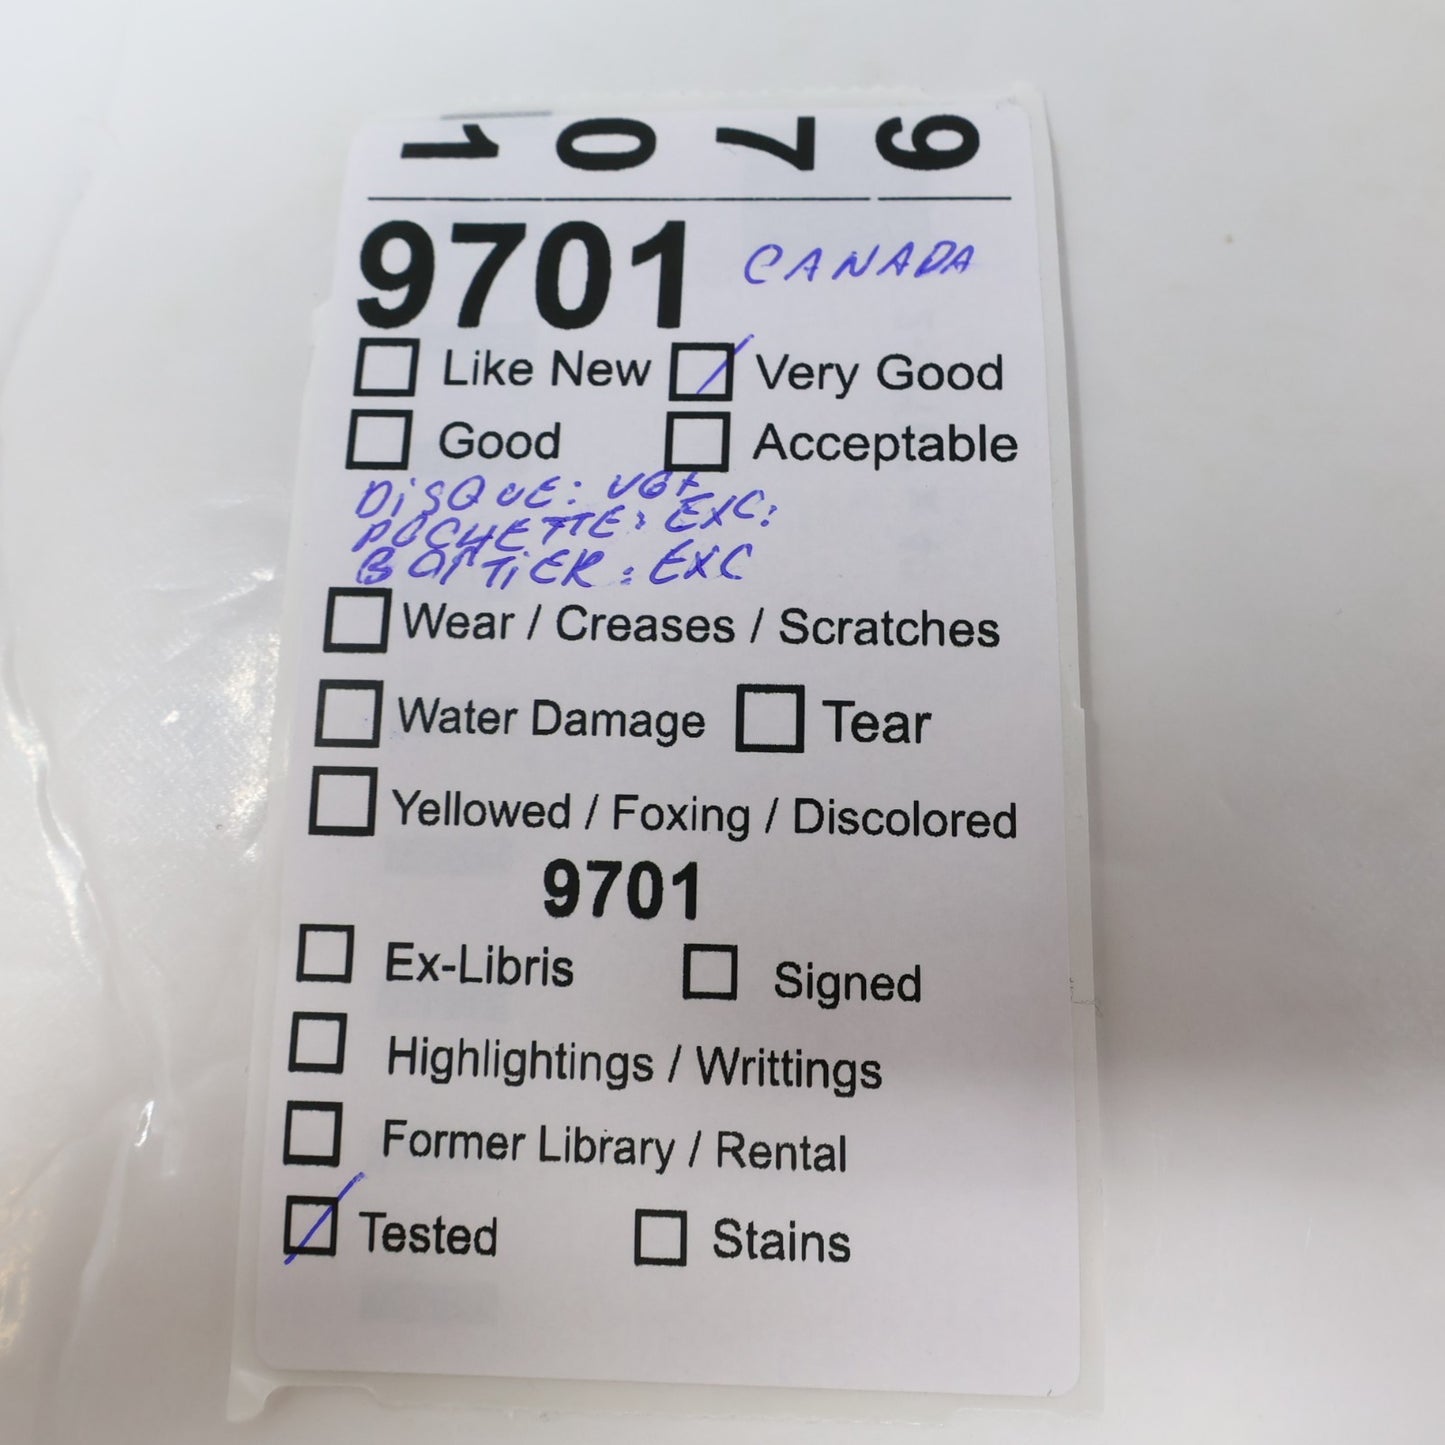 9701
9701 CANADA
Like New Very Good
Good Acceptable
DISQUE: VG+
POCHETTE: EXC:
BOITIER: EXC
Wear / Creases / Scratches
Water Damage Tear
Yellowed / Foxing / Discolored
9701
Ex-Libris Signed
Highlightings / Writtings
Former Library / Rental
Tested Stains